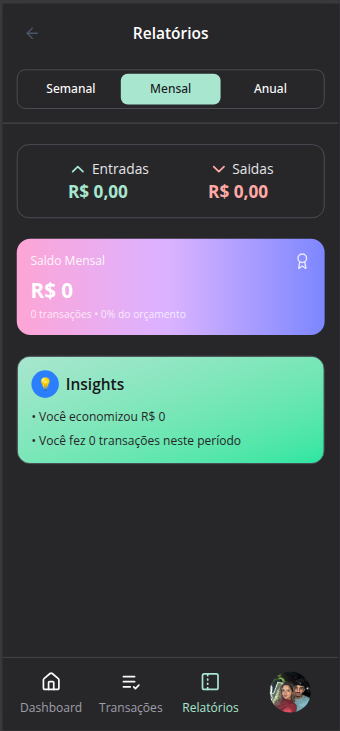 Relatórios
Semanal Mensal Anual
Entradas Saidas
R$ 0,00 R$ 0,00
Saldo Mensal
R$ 0
0 transações • 0% do orçamento
Insights
• Você economizou R$ 0
• Você fez 0 transações neste período
Dashboard Transações Relatórios